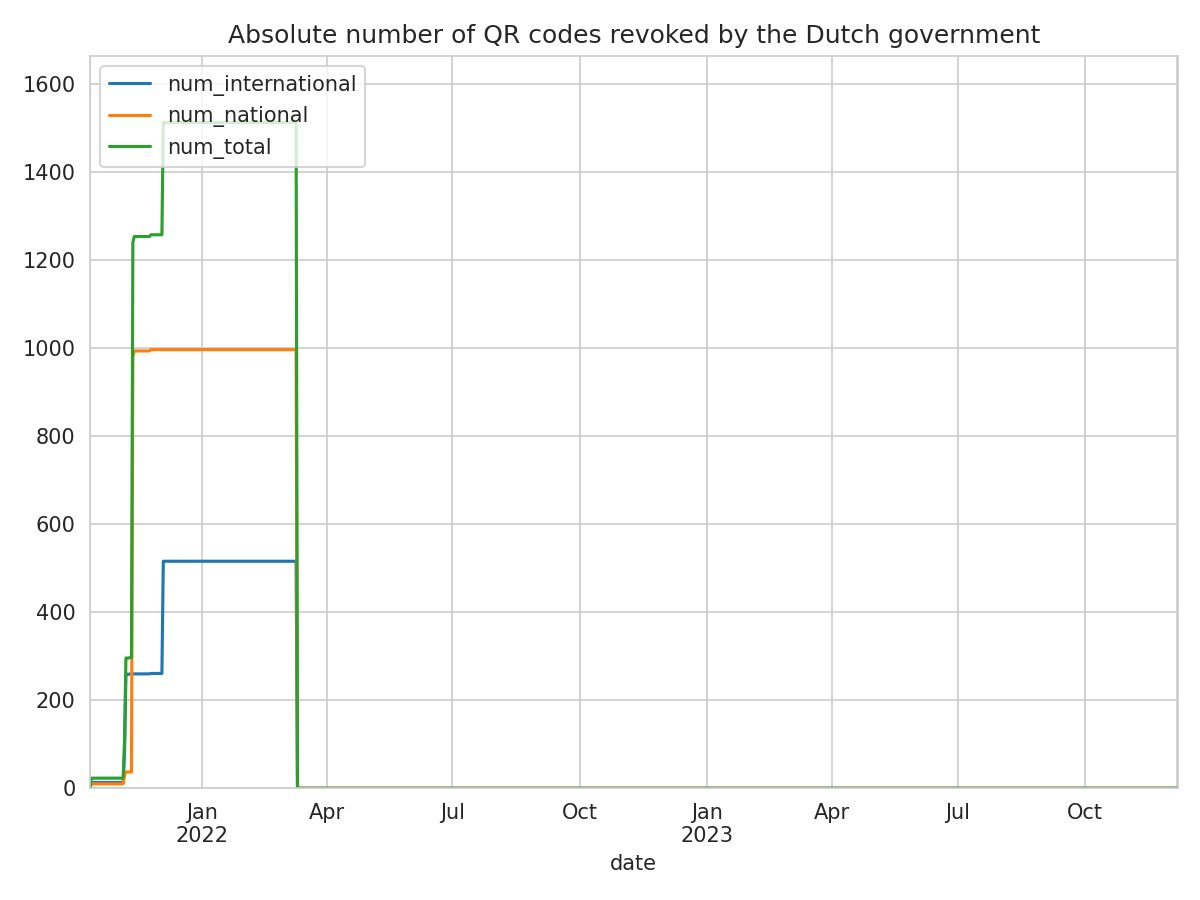 Absolute number of QR codes revoked by the Dutch government
num_international
num_national
num_total
1600
1400
1200
1000
800
600
400
200
0
Jan
2022
Apr
Jul
Oct
Jan
2023
Apr
Jul
Oct
date